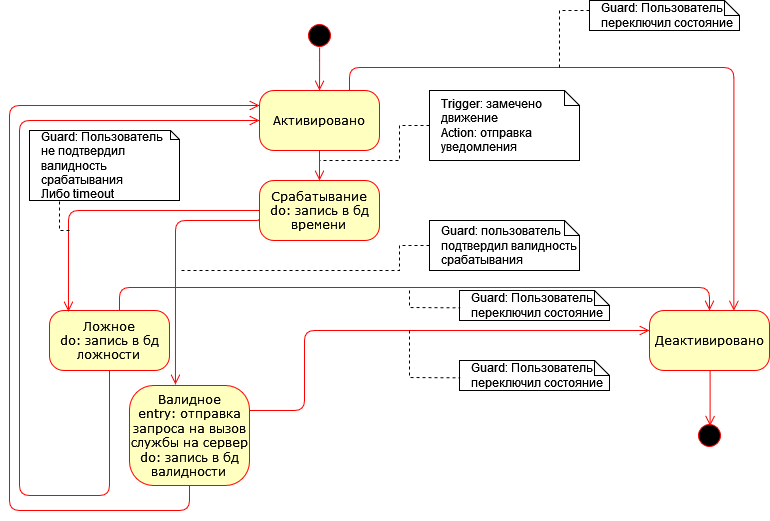 Guard: Пользователь
переключил состояние
Активировано
Trigger: замечено
движение
Action: отправка
уведомления
Guard: Пользователь
не подтвердил
валидность
срабатывания
Либо timeout
Срабатывание
do: запись в бд
времени
Guard: пользователь
подтвердил валидность
срабатывания
Guard: Пользователь
переключил состояние
Ложное
do: запись в бд
ложности
Деактивировано
Guard: Пользователь
переключил состояние
Валидное
entry: отправка
запроса на вызов
службы на сервер
do: запись в бд
валидности